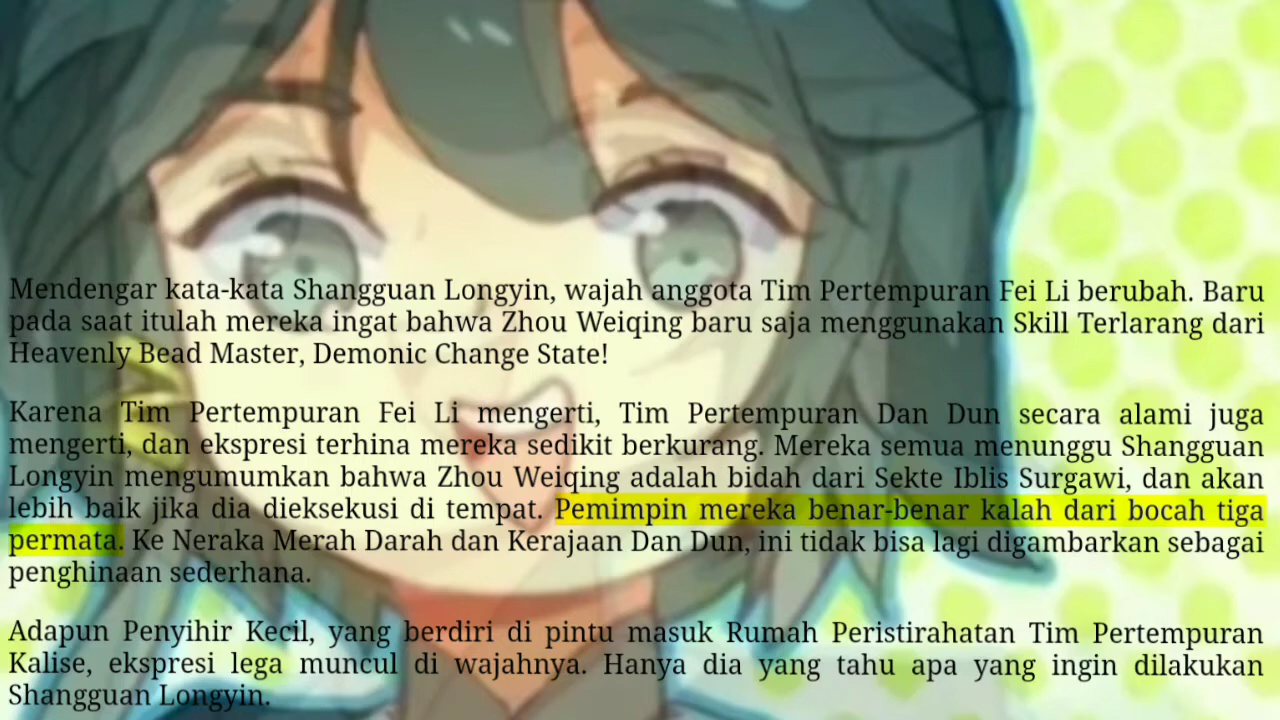 Mendengar kata-kata Shangguan Longyin, wajah anggota Tim Pertempuran Fei Li berubah. Baru
pada saat itulah mereka ingat bahwa Zhou Weiqing baru saja menggunakan Skill Terlarang dari
Heavenly Bead Master, Demonic Change State!
Karena Tim Pertempuran Fei Li mengerti, Tim Pertempuran Dan Dun secara alami juga
mengerti, dan ekspresi terhina mereka sedikit berkurang. Mereka semua menunggu Shangguan
Longyin mengumumkan bahwa Zhou Weiqing adalah bidah dari Sekte Iblis Surgawi, dan akan
lebih baik jika dia dieksekusi di tempat. Pemimpin mereka benar-benar kalah dari bocah tiga
permata. Ke Neraka Merah Darah dan Kerajaan Dan Dun, ini tidak bisa lagi digambarkan sebagai
penghinaan sederhana.
Adapun Penyihir Kecil, yang berdiri di pintu masuk Rumah Peristirahatan Tim Pertempuran
Kalise, ekspresi lega muncul di wajahnya. Hanya dia yang tahu apa yang ingin dilakukan
Shangguan Longyin.